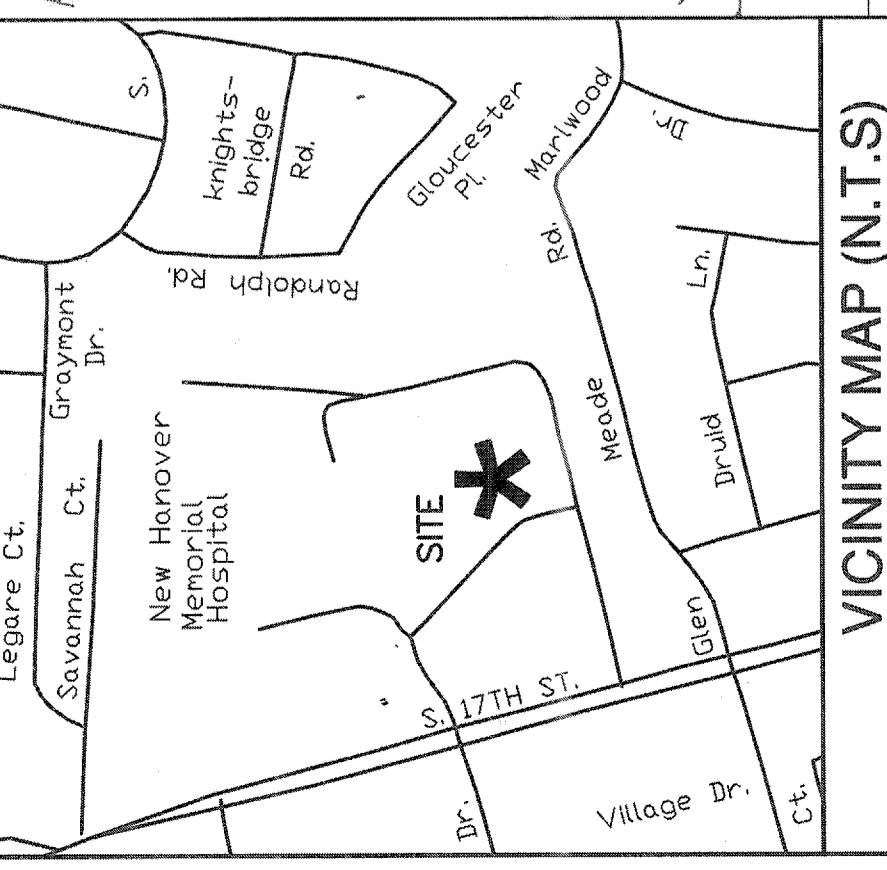 Legare Ct.
Savannah Ct.
Graymont
Dr.
S.
knights-
bridge
Rd.
Randolph
Rd.
Gloucester
Pl.
Marlwood
Dr.
New Hanover
Memorial
Hospital
SITE
Meade
Rd.
Ln.
Druid
Glen
S. 17TH ST.
Dr.
Village Dr.
Ct.
VICINITY MAP (N.T.S)